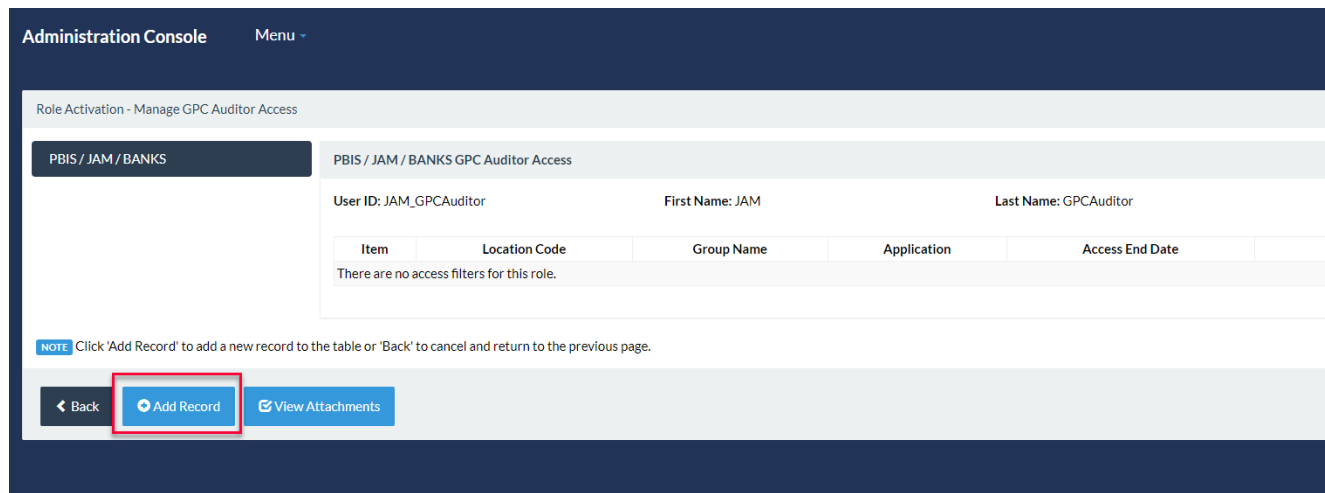 Administration Console Menu
Role Activation - Manage GPC Auditor Access
PBIS / JAM / BANKS
PBIS / JAM / BANKS GPC Auditor Access
User ID: JAM_GPCAuditor First Name: JAM Last Name: GPCAuditor
Item Location Code Group Name Application Access End Date
There are no access filters for this role.
NOTE Click 'Add Record' to add a new record to the table or 'Back' to cancel and return to the previous page.
Back Add Record View Attachments